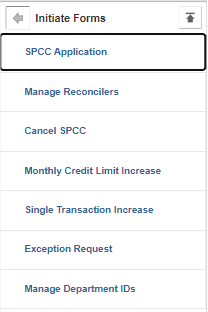 Initiate Forms
SPCC Application
Manage Reconcilers
Cancel SPCC
Monthly Credit Limit Increase
Single Transaction Increase
Exception Request
Manage Department IDs